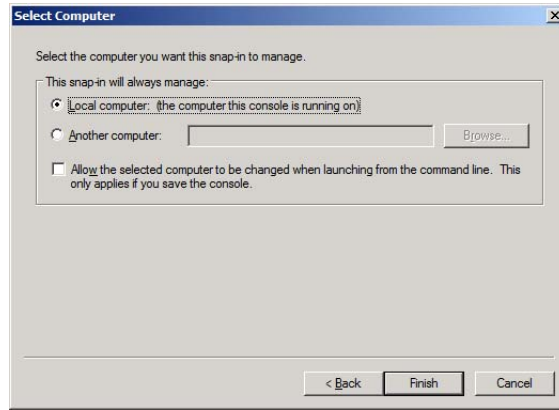 Select Computer
Select the computer you want this snap-in to manage.
This snap-in will always manage:
Local computer: (the computer this console is running on)
Another computer:
Browse...
Allow the selected computer to be changed when launching from the command line. This
only applies if you save the console.
< Back
Finish
Cancel